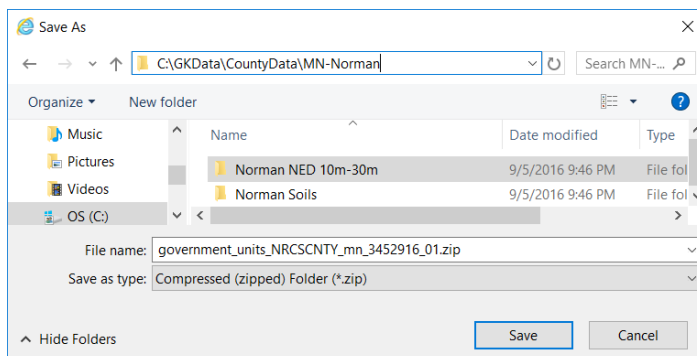 Save As
C:\GKData\CountyData\MN-Norman
Search MN-...
Organize New folder
Name Date modified Type
Music
Pictures
Videos
OS (C:)
Norman NED 10m-30m 9/5/2016 9:46 PM File fol
Norman Soils 9/5/2016 9:46 PM File fol
File name: government_units_NRCSCNTY_mn_3452916_01.zip
Save as type: Compressed (zipped) Folder (*.zip)
Hide Folders
Save Cancel